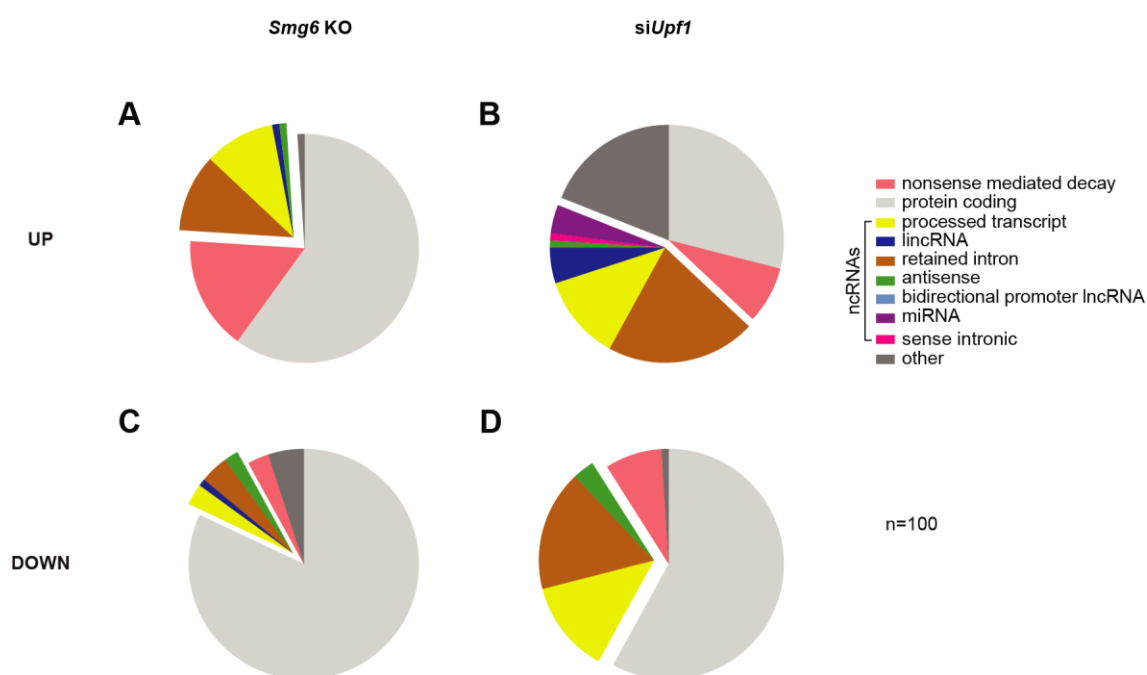 Smg6 KO
siUpf1
A
B
UP
nonsense mediated decay
protein coding
processed transcript
lincRNA
retained intron
antisense
bidirectional promoter lncRNA
miRNA
sense intronic
other
ncRNAs
C
D
DOWN
n=100